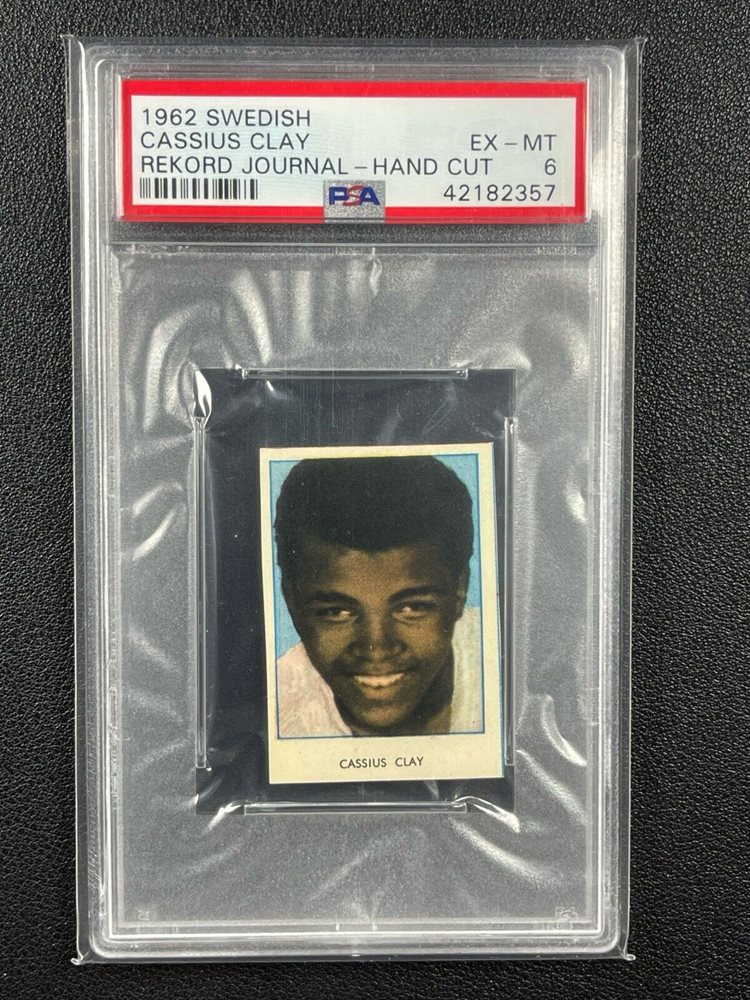 1962 SWEDISH
CASSIUS CLAY EX-MT
REKORD JOURNAL-HAND CUT 6
PSA 42182357
CASSIUS CLAY